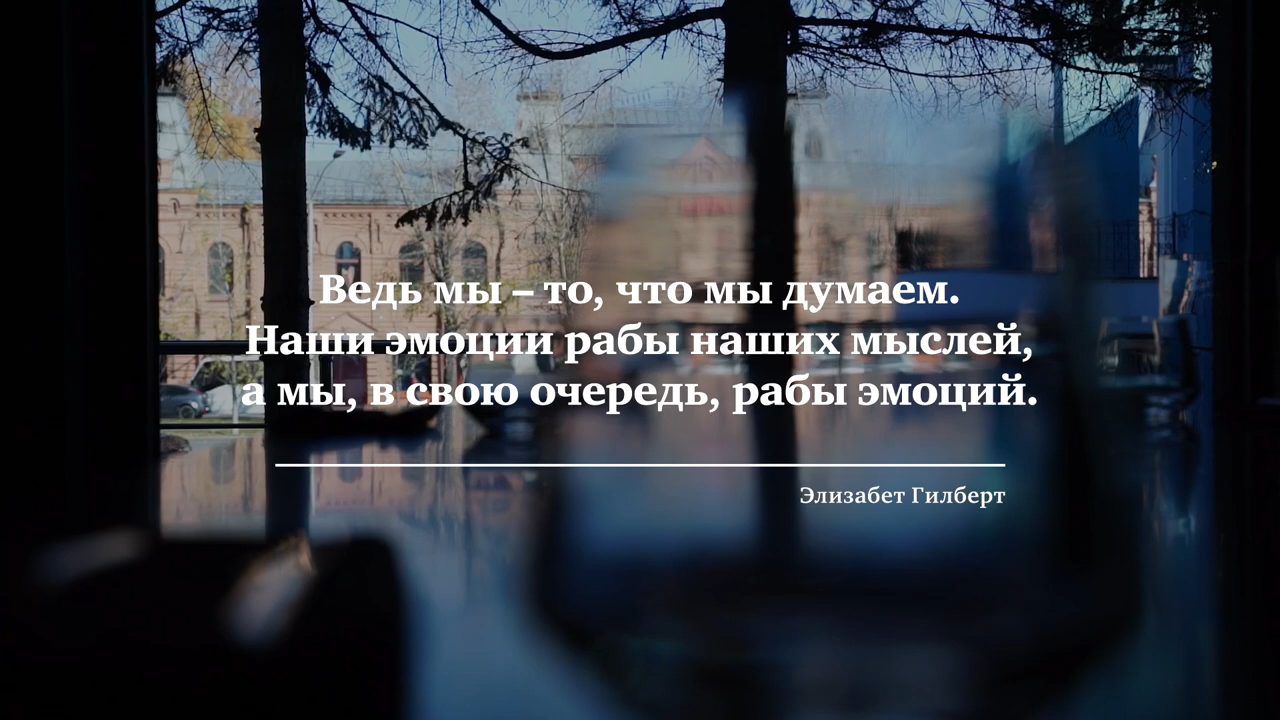 Ведь мы – то, что мы думаем.
Наши эмоции рабы наших мыслей,
а мы, в свою очередь, рабы эмоций.
Элизабет Гилберт